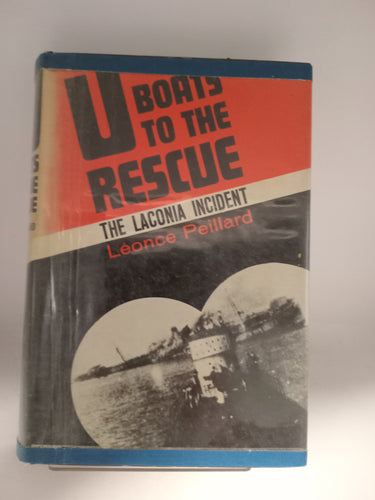 U BOATS
TO THE
RESCUE
THE LACONIA INCIDENT
Léonce Peillard